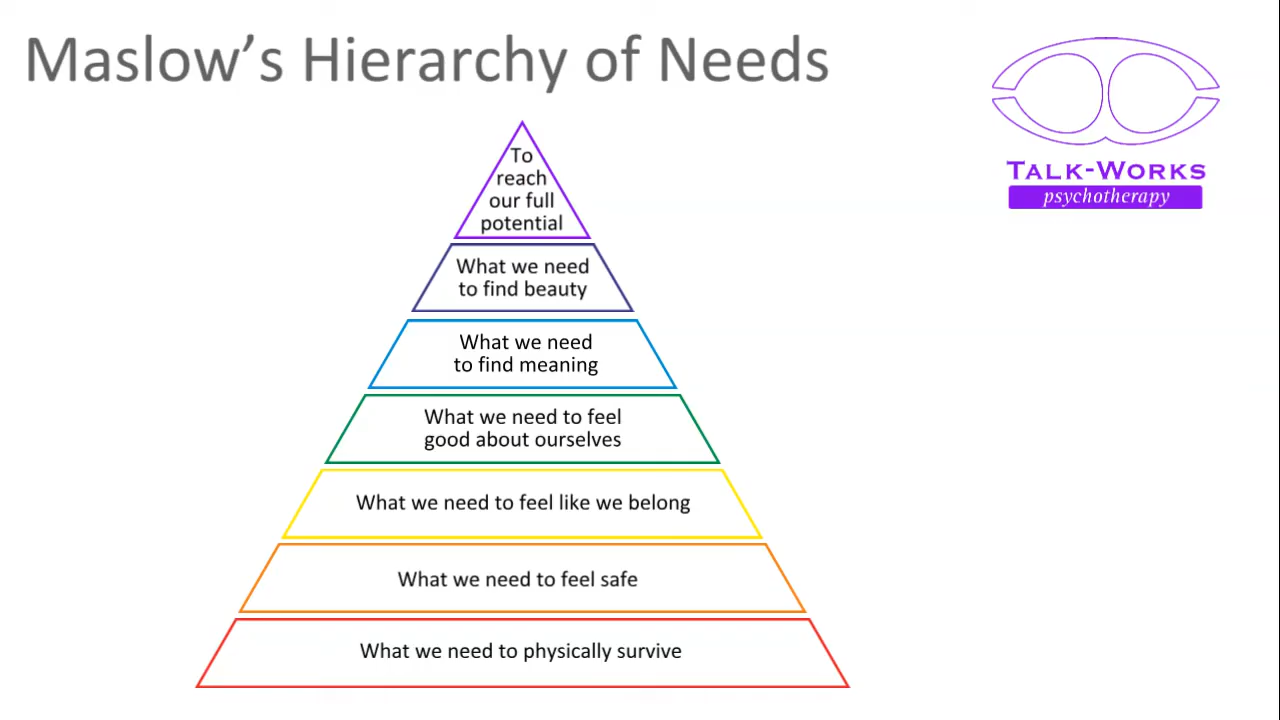 Maslow’s Hierarchy of Needs
TALK-WORKS
psychotherapy
To
reach
our full
potential
What we need
to find beauty
What we need
to find meaning
What we need to feel
good about ourselves
What we need to feel like we belong
What we need to feel safe
What we need to physically survive